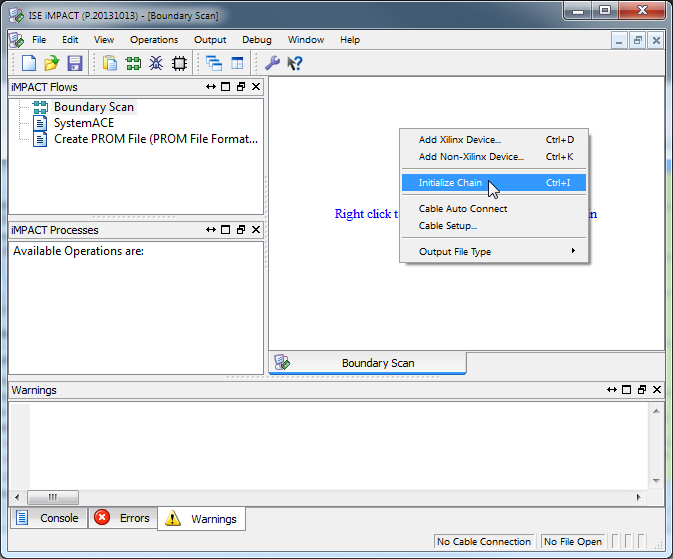 ISE iMPACT (P.20131013) - [Boundary Scan]
File Edit View Operations Output Debug Window Help
iMPACT Flows
Boundary Scan
SystemACE
Create PROM File (PROM File Format...
iMPACT Processes
Available Operations are:
Add Xilinx Device... Ctrl+D
Add Non-Xilinx Device... Ctrl+K
Initialize Chain Ctrl+I
Cable Auto Connect
Cable Setup...
Output File Type
Right click to
Boundary Scan
Warnings
Console Errors Warnings
No Cable Connection No File Open